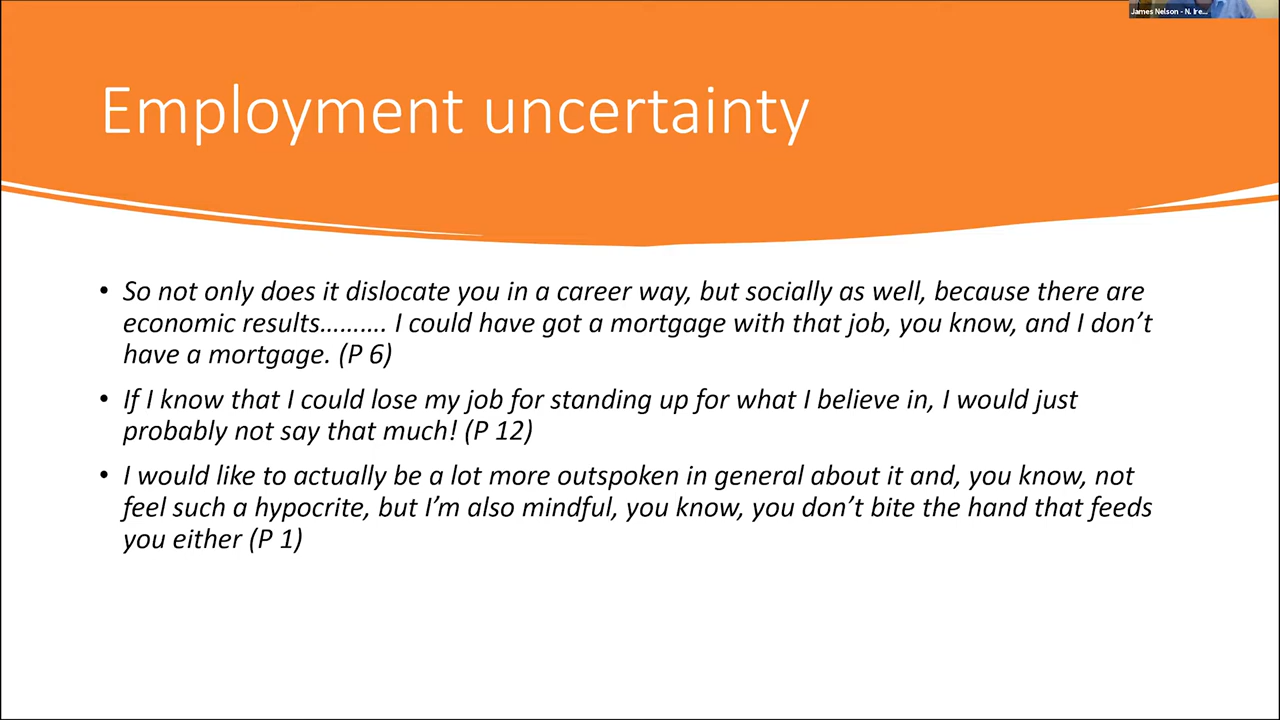 James Nelson - N. Ire...
Employment uncertainty
• So not only does it dislocate you in a career way, but socially as well, because there are
economic results………. I could have got a mortgage with that job, you know, and I don’t
have a mortgage. (P 6)
• If I know that I could lose my job for standing up for what I believe in, I would just
probably not say that much! (P 12)
• I would like to actually be a lot more outspoken in general about it and, you know, not
feel such a hypocrite, but I’m also mindful, you know, you don’t bite the hand that feeds
you either (P 1)